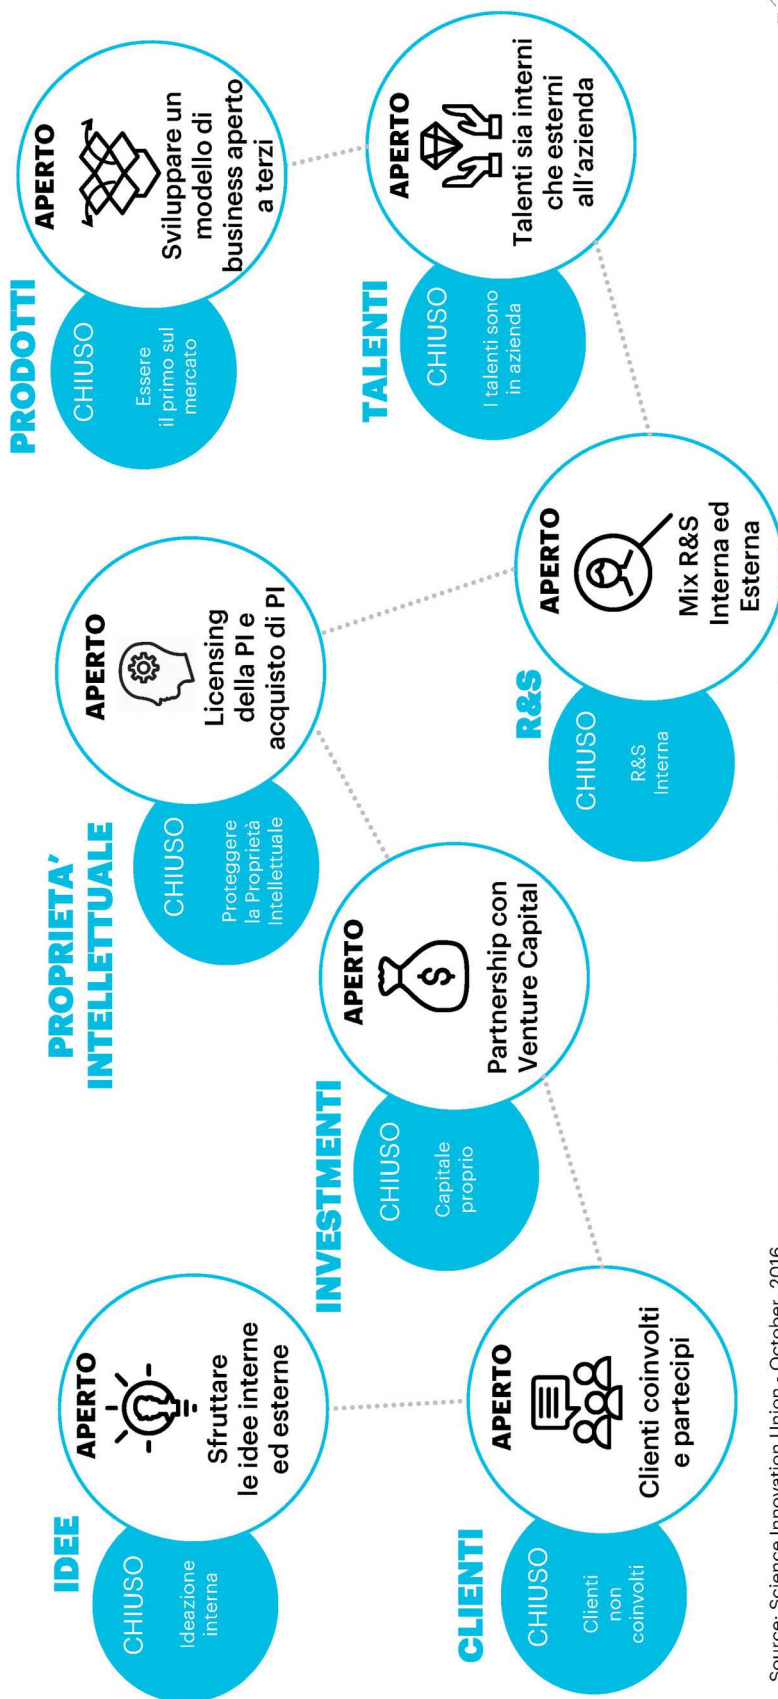 IDEE
CHIUSO
Ideazione
interna
APERTO
Sfruttare
le idee interne
ed esterne
CLIENTI
CHIUSO
Clienti
non
coinvolti
APERTO
Clienti coinvolti
e partecipi
INVESTMENTI
CHIUSO
Capitale
proprio
APERTO
$
Partnership con
Venture Capital
PROPRIETA'
INTELLETTUALE
CHIUSO
Proteggere
la Proprietà
Intellettuale
APERTO
Licensing
della PI e
acquisto di PI
R&S
CHIUSO
R&S
Interna
APERTO
Mix R&S
Interna ed
Esterna
TALENTI
CHIUSO
I talenti sono
in azienda
APERTO
Talenti sia interni
che esterni
all'azienda
PRODOTTI
CHIUSO
Essere
il primo sul
mercato
APERTO
Sviluppare un
modello di
business aperto
a terzi
Source: Science Innovation Union - October, 2016